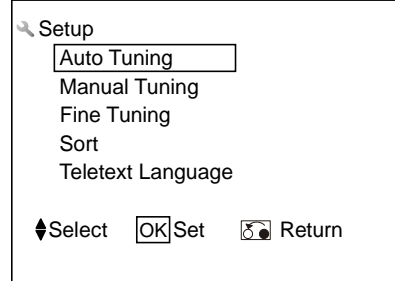 Setup
Auto Tuning
Manual Tuning
Fine Tuning
Sort
Teletext Language
Select OK Set Return